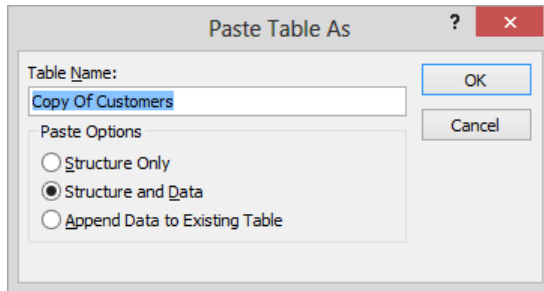 Paste Table As
?
×
Table Name:
Copy Of Customers
OK
Cancel
Paste Options
Structure Only
Structure and Data
Append Data to Existing Table